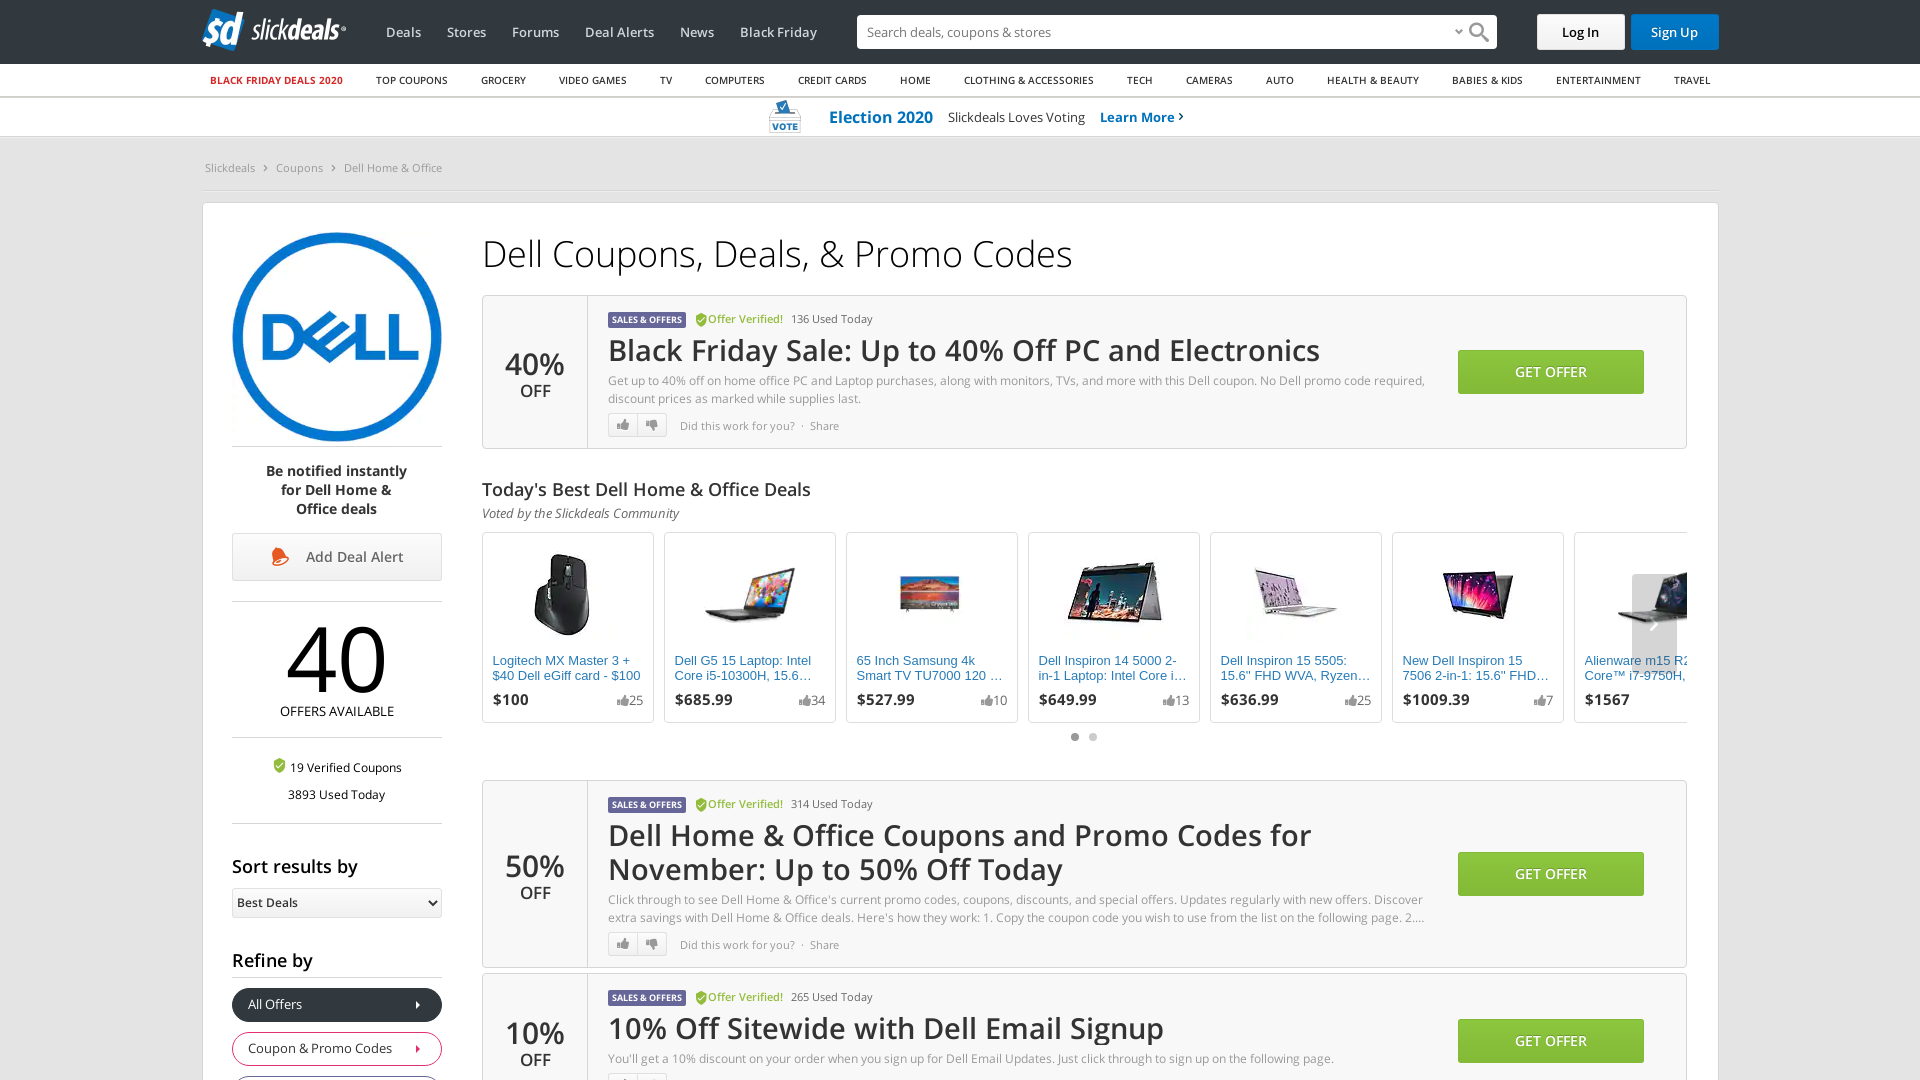 sd slickdeals
Deals
Stores
Forums
Deal Alerts
News
Black Friday
Search deals, coupons & stores
Log In
Sign Up
BLACK FRIDAY DEALS 2020
TOP COUPONS
GROCERY
VIDEO GAMES
TV
COMPUTERS
CREDIT CARDS
HOME
CLOTHING & ACCESSORIES
TECH
CAMERAS
AUTO
HEALTH & BEAUTY
BABIES & KIDS
ENTERTAINMENT
TRAVEL
VOTE
Election 2020
Slickdeals Loves Voting
Learn More
Slickdeals
Coupons
Dell Home & Office
DELL
Be notified instantly
for Dell Home &
Office deals
Add Deal Alert
40
OFFERS AVAILABLE
19 Verified Coupons
3893 Used Today
Sort results by
Best Deals
Refine by
All Offers
Coupon & Promo Codes
Dell Coupons, Deals, & Promo Codes
40%
OFF
SALES & OFFERS
Offer Verified!
136 Used Today
Black Friday Sale: Up to 40% Off PC and Electronics
Get up to 40% off on home office PC and Laptop purchases, along with monitors, TVs, and more with this Dell coupon. No Dell promo code required,
discount prices as marked while supplies last.
Did this work for you? · Share
GET OFFER
Today's Best Dell Home & Office Deals
Voted by the Slickdeals Community
Logitech MX Master 3 +
$40 Dell eGiff card - $100
$100
25
Dell G5 15 Laptop: Intel
Core i5-10300H, 15.6…
$685.99
34
65 Inch Samsung 4k
Smart TV TU7000 120 …
$527.99
10
Dell Inspiron 14 5000 2-
in-1 Laptop: Intel Core i…
$649.99
13
Dell Inspiron 15 5505:
15.6" FHD WVA, Ryzen…
$636.99
25
New Dell Inspiron 15
7506 2-in-1: 15.6" FHD…
$1009.39
7
Alienware m15 R2
Core™ i7-9750H,
$1567
50%
OFF
SALES & OFFERS
Offer Verified!
314 Used Today
Dell Home & Office Coupons and Promo Codes for
November: Up to 50% Off Today
Click through to see Dell Home & Office's current promo codes, coupons, discounts, and special offers. Updates regularly with new offers. Discover
extra savings with Dell Home & Office deals. Here's how they work: 1. Copy the coupon code you wish to use from the list on the following page. 2....
Did this work for you? · Share
GET OFFER
10%
OFF
SALES & OFFERS
Offer Verified!
265 Used Today
10% Off Sitewide with Dell Email Signup
You'll get a 10% discount on your order when you sign up for Dell Email Updates. Just click through to sign up on the following page.
GET OFFER